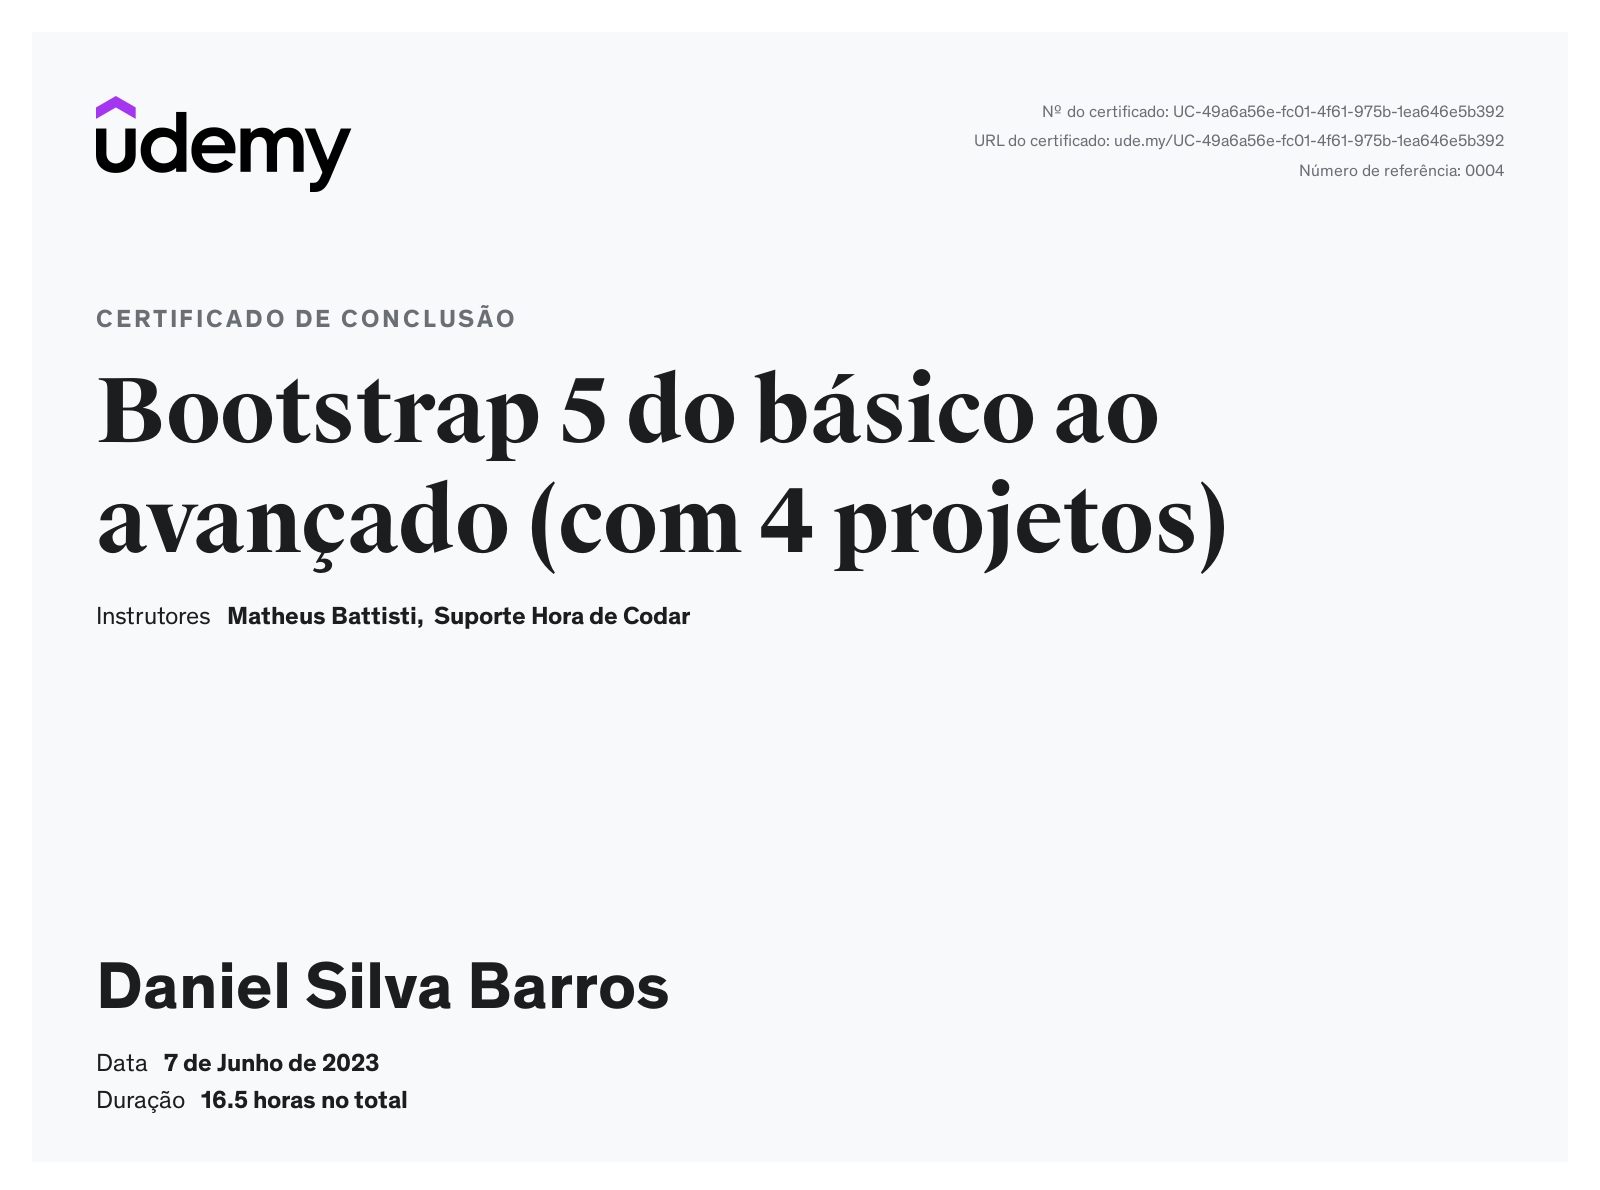 udemy
Nº do certificado: UC-49a6a56e-fc01-4f61-975b-1ea646e5b392
URL do certificado: ude.my/UC-49a6a56e-fc01-4f61-975b-1ea646e5b392
Número de referência: 0004
CERTIFICADO DE CONCLUSÃO
Bootstrap 5 do básico ao
avançado (com 4 projetos)
Instrutores Matheus Battisti, Suporte Hora de Codar
Daniel Silva Barros
Data 7 de Junho de 2023
Duração 16.5 horas no total